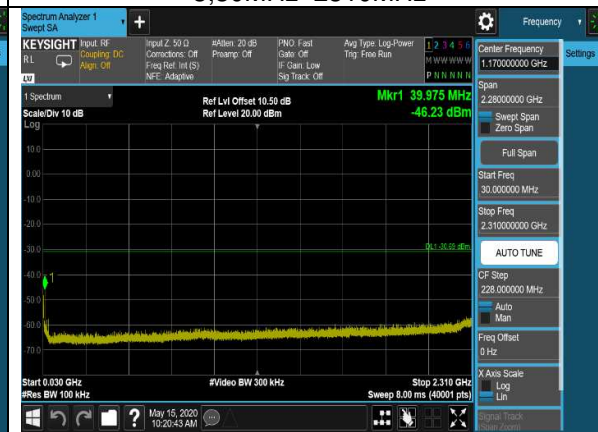 Spectrum Analyzer 1
Swept SA
+
Frequency
KEYSIGHT
RL
Input: RF
Coupling: DC
Align: Off
Input Z: 50 Ω
Corrections: Off
Freq Ref: Int (S)
NFE: Adaptive
#Atten: 20 dB
Preamp: Off
PNO: Fast
Gate: Off
IF Gain: Low
Sig Track: Off
Avg Type: Log-Power
Trig: Free Run
1 2 3 4 5 6
M W W W W W
P N N N N N
Settings
Center Frequency
1.170000000 GHz
Span
2.28000000 GHz
Swept Span
Zero Span
Full Span
Start Freq
30.000000 MHz
Stop Freq
2.310000000 GHz
AUTO TUNE
CF Step
228.000000 MHz
Auto
Man
Freq Offset
0 Hz
X Axis Scale
Log
Lin
Signal Track
(Span Zoom)
1 Spectrum
Scale/Div 10 dB
Log
Ref Lvl Offset 10.50 dB
Ref Level 20.00 dBm
Mkr1 39.975 MHz
-46.23 dBm
10.0
0.00
-10.0
-20.0
-30.0
-40.0
-50.0
-60.0
-70.0
1
Start 0.030 GHz
#Res BW 100 kHz
#Video BW 300 kHz
Stop 2.310 GHz
Sweep 8.00 ms (40001 pts)
?
May 15, 2020
10:20:43 AM